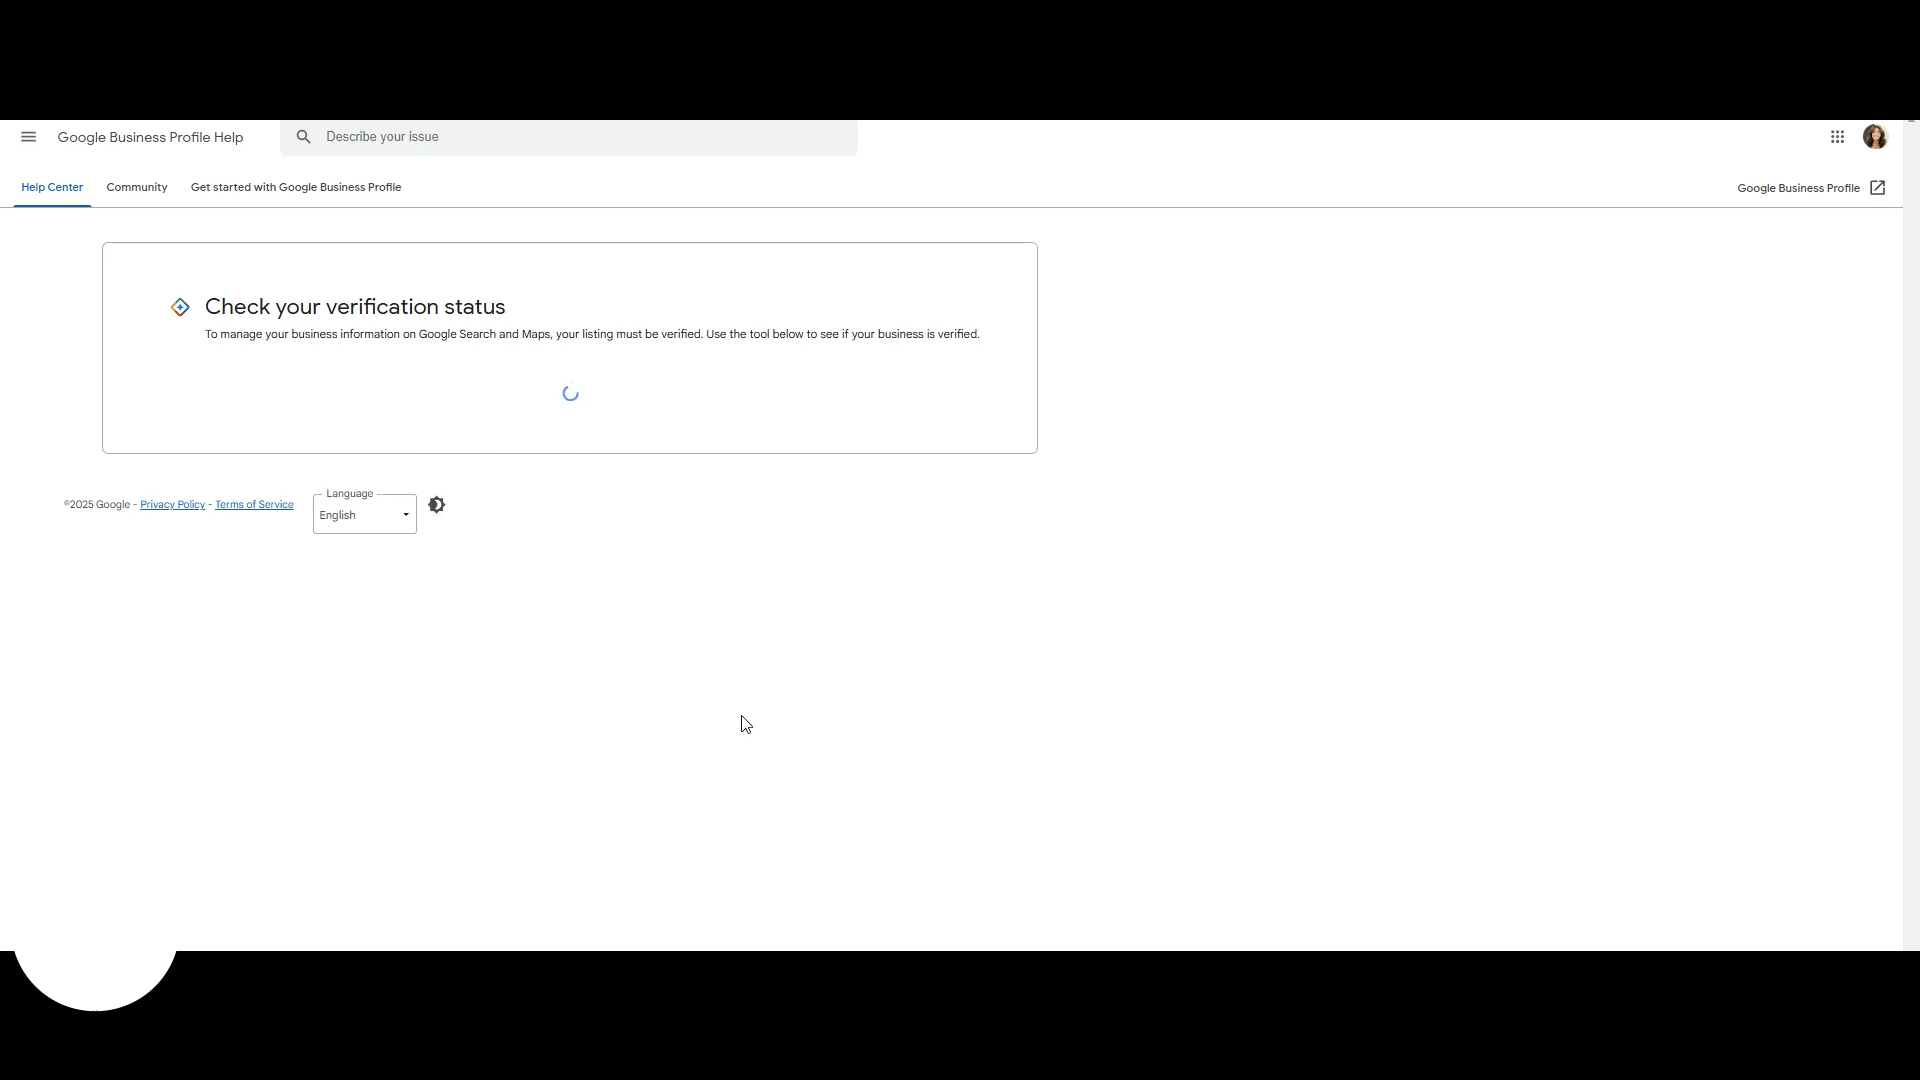 Google Business Profile Help
Describe your issue
Help Center
Community
Get started with Google Business Profile
Google Business Profile
Check your verification status
To manage your business information on Google Search and Maps, your listing must be verified. Use the tool below to see if your business is verified.
©2025 Google - Privacy Policy - Terms of Service
Language
English